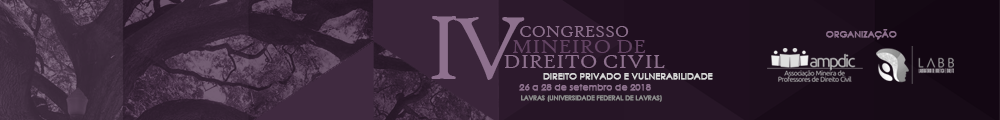 IV CONGRESSO
MINEIRO DE
DIREITO CIVIL
DIREITO PRIVADO E VULNERABILIDADE
26 a 28 de setembro de 2018
LAVRAS (UNIVERSIDADE FEDERAL DE LAVRAS)
ORGANIZAÇÃO
ampdic
Associação Mineira de
Professores de Direito Civil
LABB